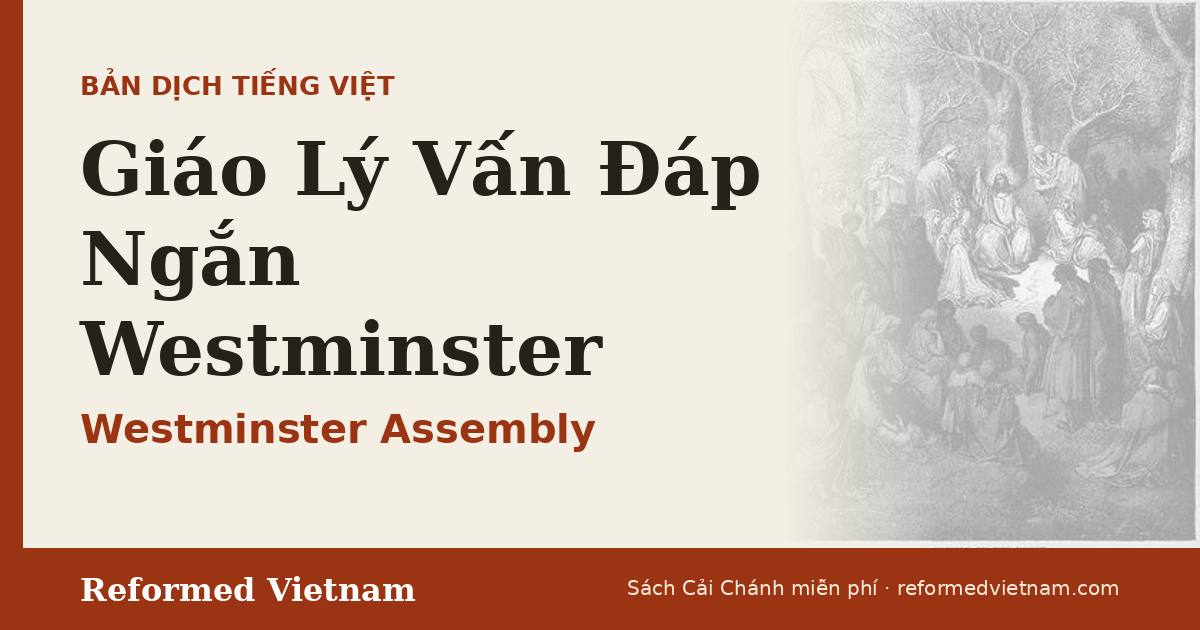 BẢN DỊCH TIẾNG VIỆT
Giáo Lý Vấn Đáp
Ngắn
Westminster
Westminster Assembly
Reformed Vietnam
Sách Cải Chánh miễn phí · reformedvietnam.com